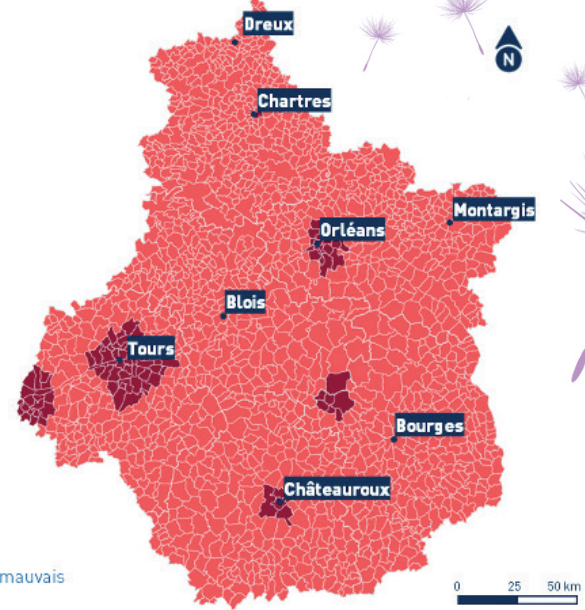 Dreux
N
Chartres
Montargis
Orléans
Blois
Tours
Bourges
Châteauroux
mauvais
0 25 50 km